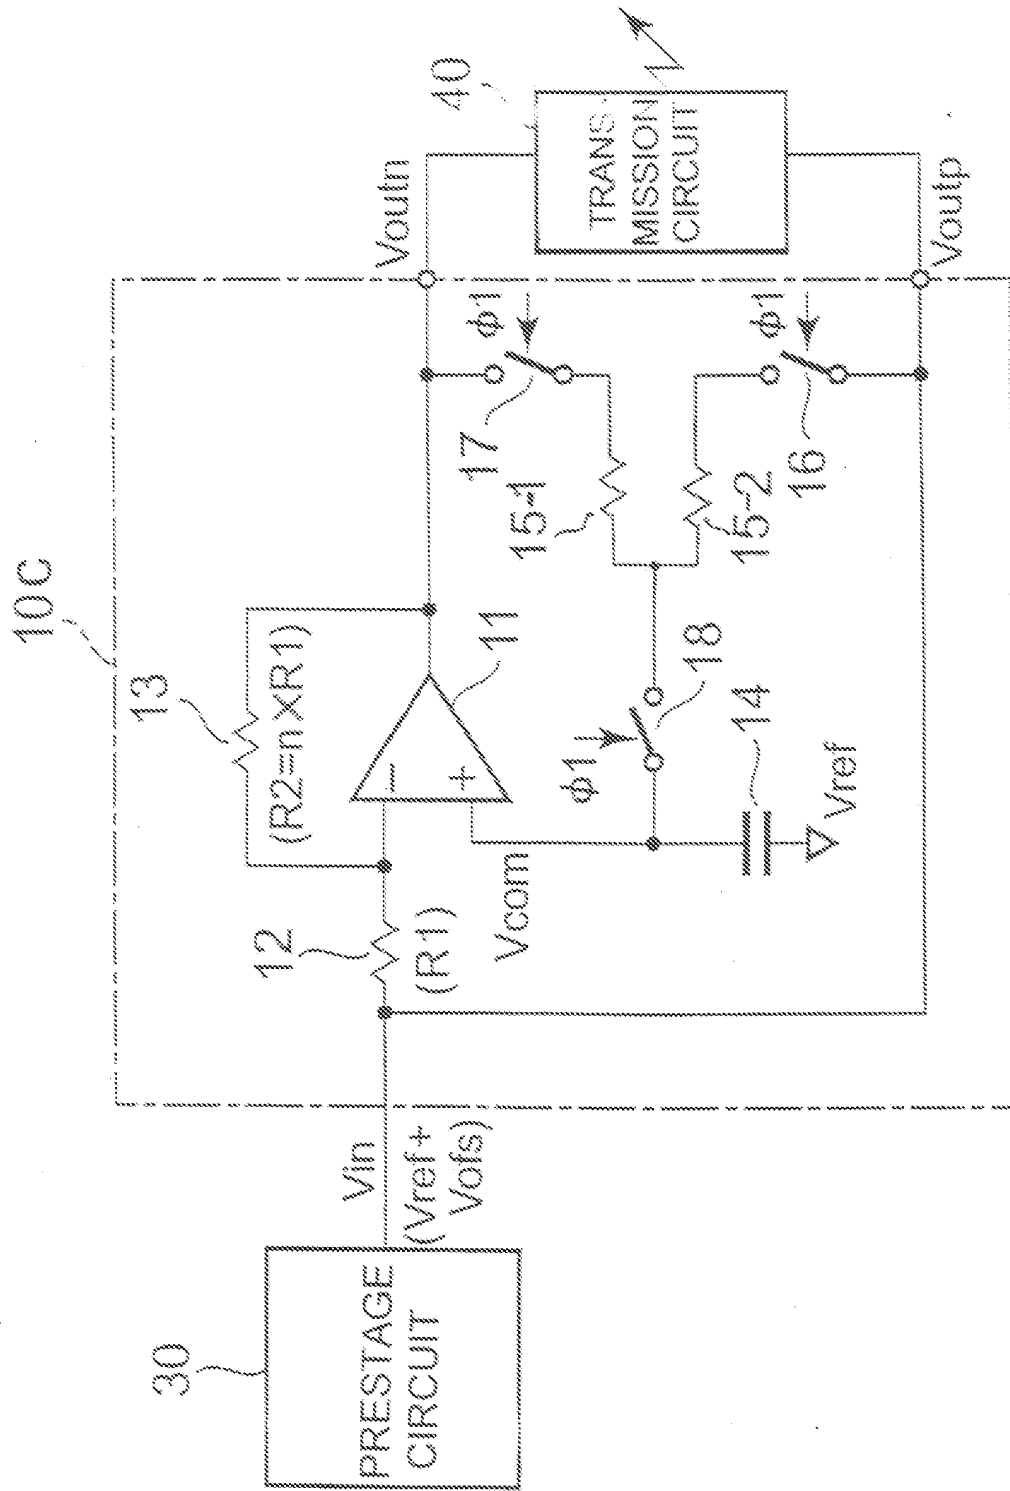 10C
13
(R2=n×R1)
12
(R1)
11
Vcom
30
PRESTAGE
CIRCUIT
Vin
(Vref+
Vofs)
ϕ1
18
14
Vref
15-1
15-2
17
ϕ1
16
ϕ1
Voutn
Voutp
40
TRANS-
MISSION
CIRCUIT
−
+